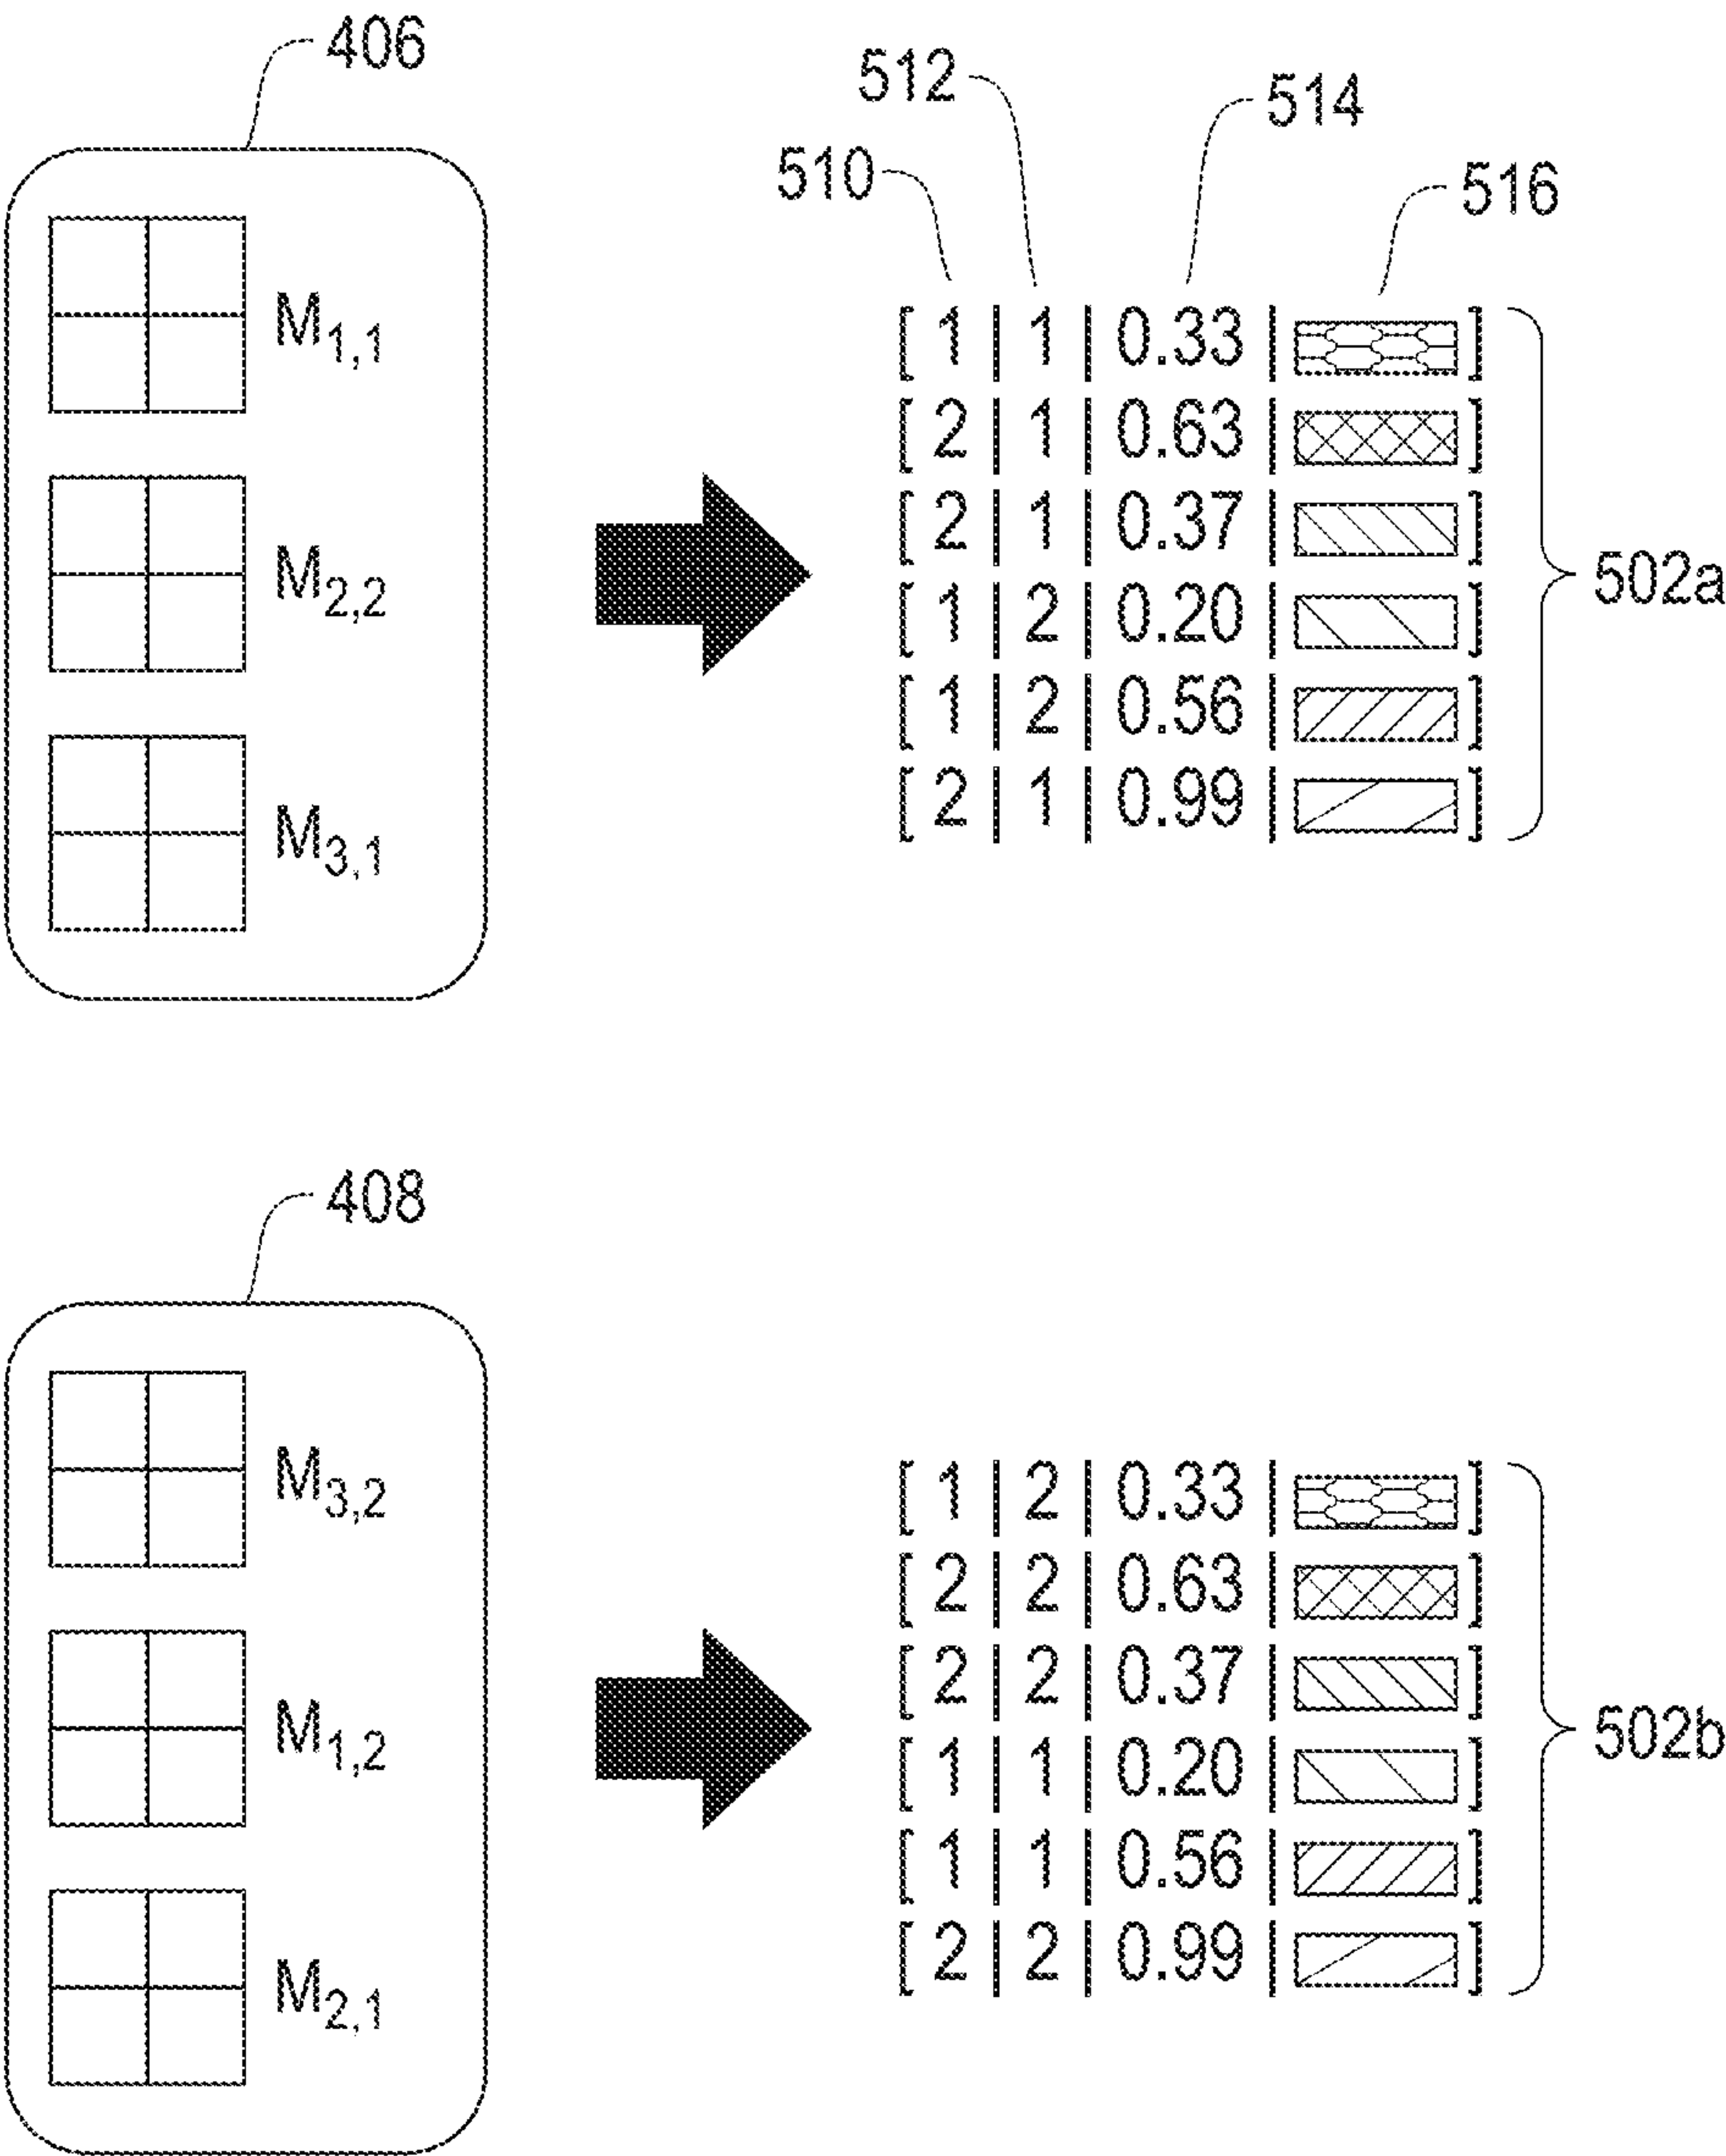 406
512
514
510
516
M1,1
M2,2
M3,1
[ 1 | 1 | 0.33 | ]
[ 2 | 1 | 0.63 | ]
[ 2 | 1 | 0.37 | ]
[ 1 | 2 | 0.20 | ]
[ 1 | 2 | 0.56 | ]
[ 2 | 1 | 0.99 | ]
502a
408
M3,2
M1,2
M2,1
[ 1 | 2 | 0.33 | ]
[ 2 | 2 | 0.63 | ]
[ 2 | 2 | 0.37 | ]
[ 1 | 1 | 0.20 | ]
[ 1 | 1 | 0.56 | ]
[ 2 | 2 | 0.99 | ]
502b